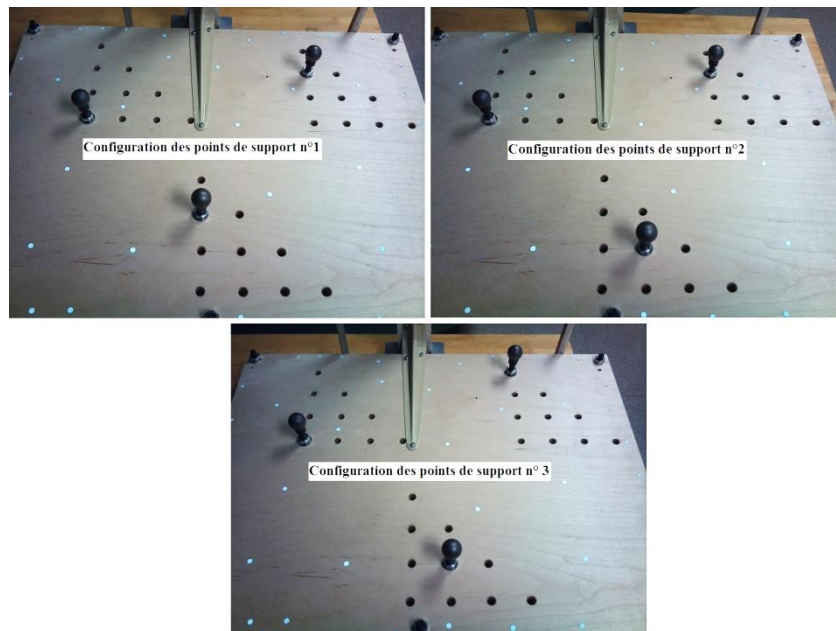 Configuration des points de support n°1
Configuration des points de support n°2
Configuration des points de support n° 3